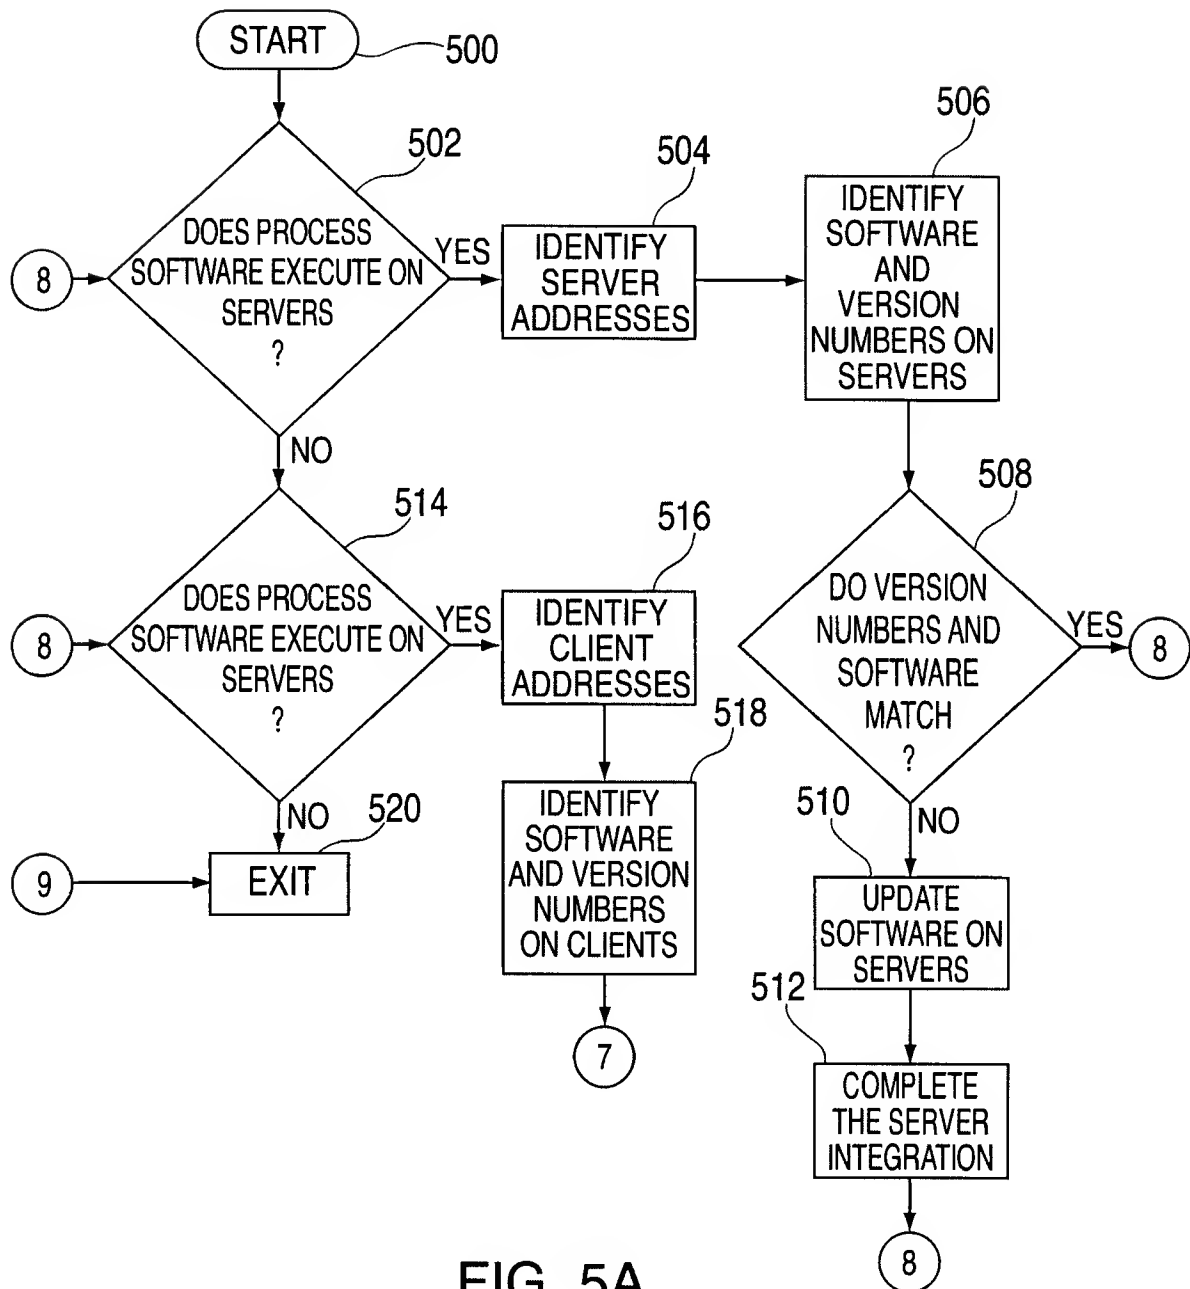 START
500
502
DOES PROCESS
SOFTWARE EXECUTE ON
SERVERS
?
8
YES
NO
504
IDENTIFY
SERVER
ADDRESSES
506
IDENTIFY
SOFTWARE
AND
VERSION
NUMBERS ON
SERVERS
508
DO VERSION
NUMBERS AND
SOFTWARE
MATCH
?
YES
8
NO
510
UPDATE
SOFTWARE ON
SERVERS
512
COMPLETE
THE SERVER
INTEGRATION
8
514
DOES PROCESS
SOFTWARE EXECUTE ON
SERVERS
?
8
YES
NO
516
IDENTIFY
CLIENT
ADDRESSES
518
IDENTIFY
SOFTWARE
AND VERSION
NUMBERS
ON CLIENTS
7
520
EXIT
9
FIG. 5A